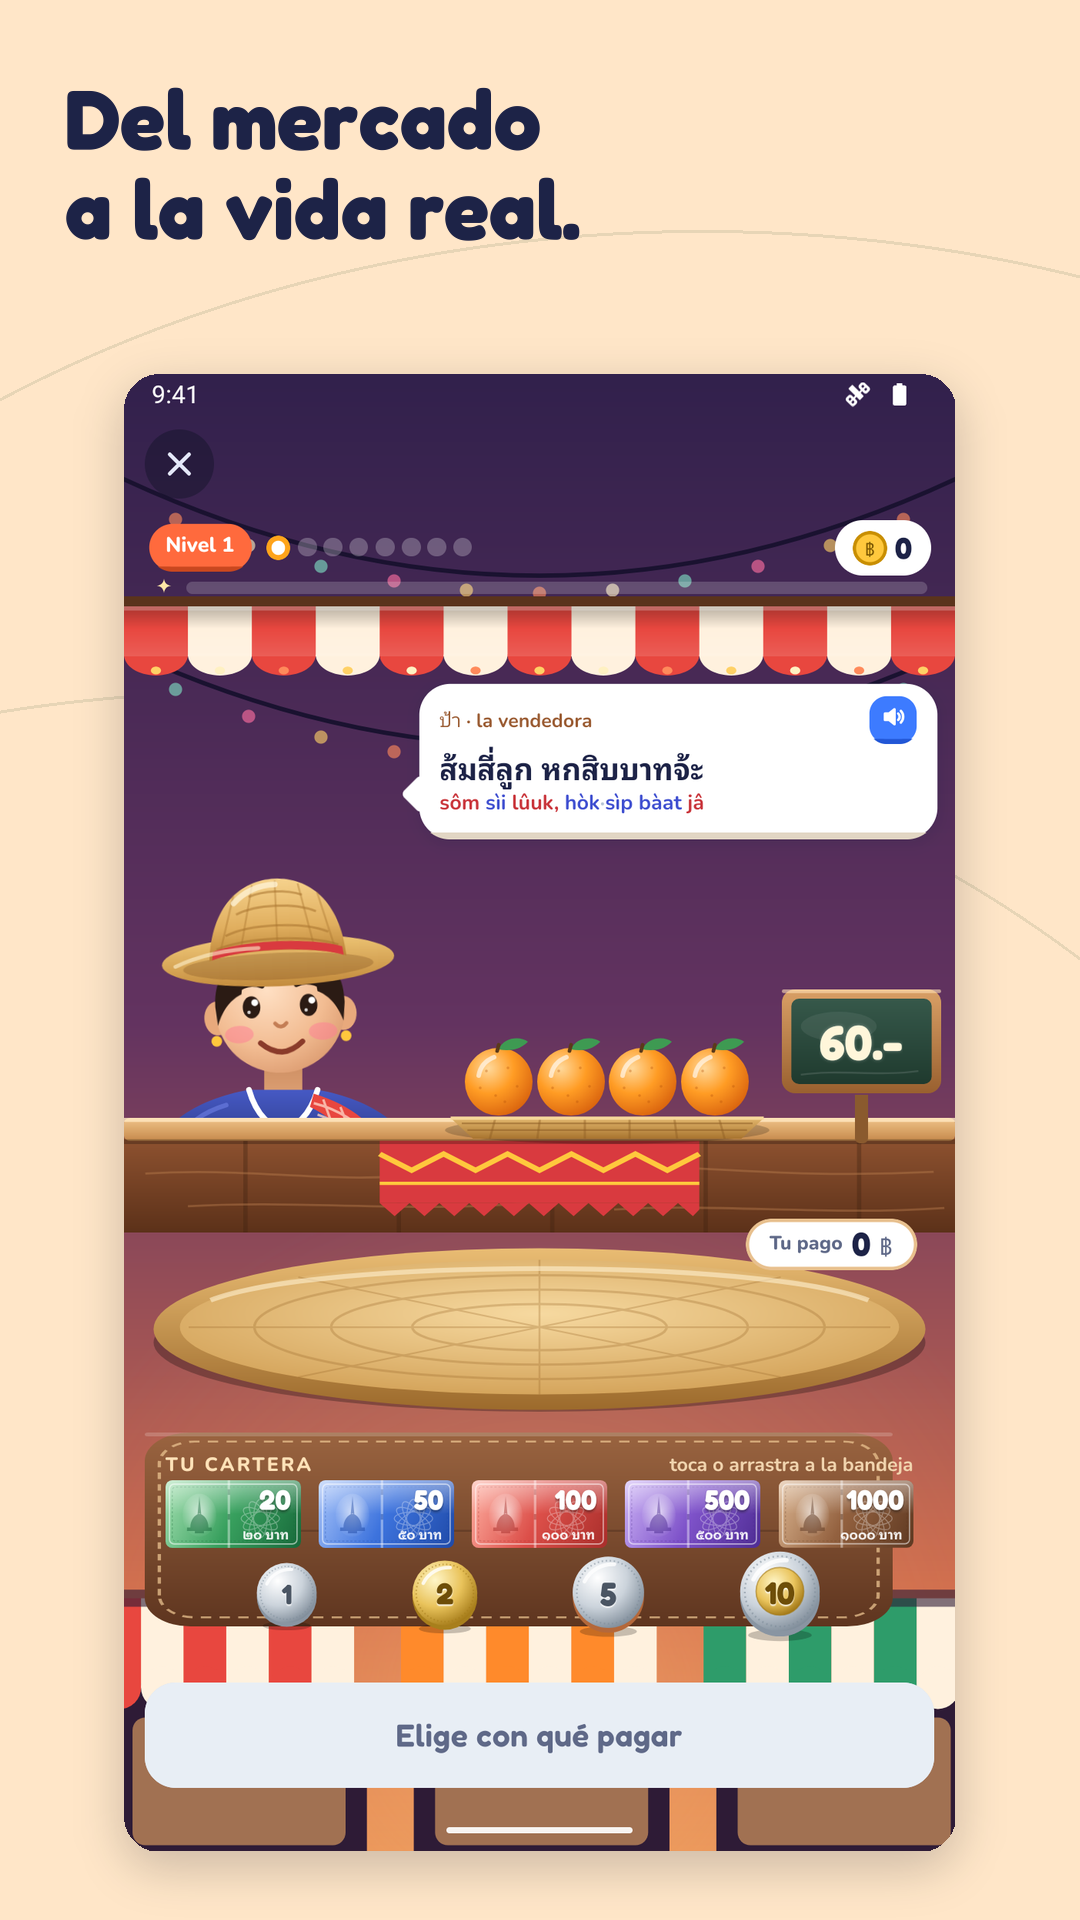 Del mercado
a la vida real.
9:41
Nivel 1
฿ 0
ป้า · la vendedora
ส้มสี่ลูก หกสิบบาทจ้ะ
sôm sìi lûuk, hòk·sìp bàat jâ
60.-
Tu pago 0 ฿
TU CARTERA
toca o arrastra a la bandeja
20 50 100 500 1000
๒๐ บาท ๕๐ บาท ๑๐๐ บาท ๕๐๐ บาท ๑๐๐๐ บาท
1 2 5 10
Elige con qué pagar